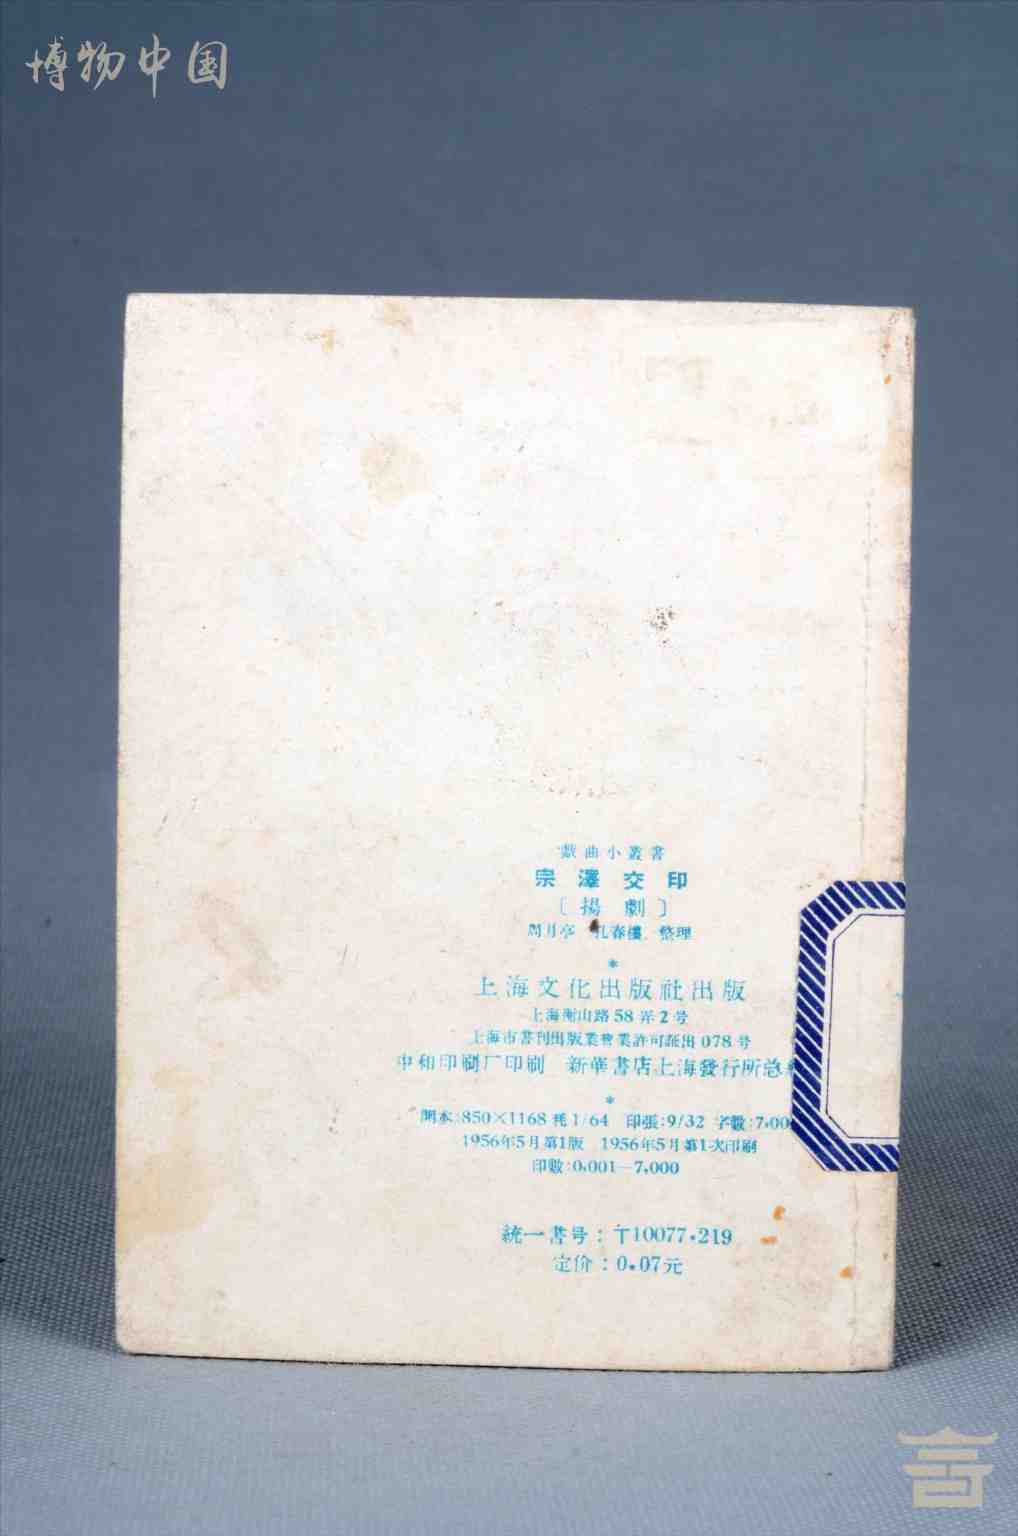 博物中国
戲曲小叢書
宗澤交印
〔揚劇〕
周月亭 孔春樓 整理
*
上海文化出版社出版
上海衡山路58弄2号
上海市書刊出版業營業許可証出078号
中和印刷厂印刷 新華書店上海發行所总經
*
開本:850×1168 耗1/64 印張:9/32 字數:7,00
1956年5月第1版 1956年5月第1次印刷
印數:0,001—7,000
統一書号:T10077·219
定价:0.07元